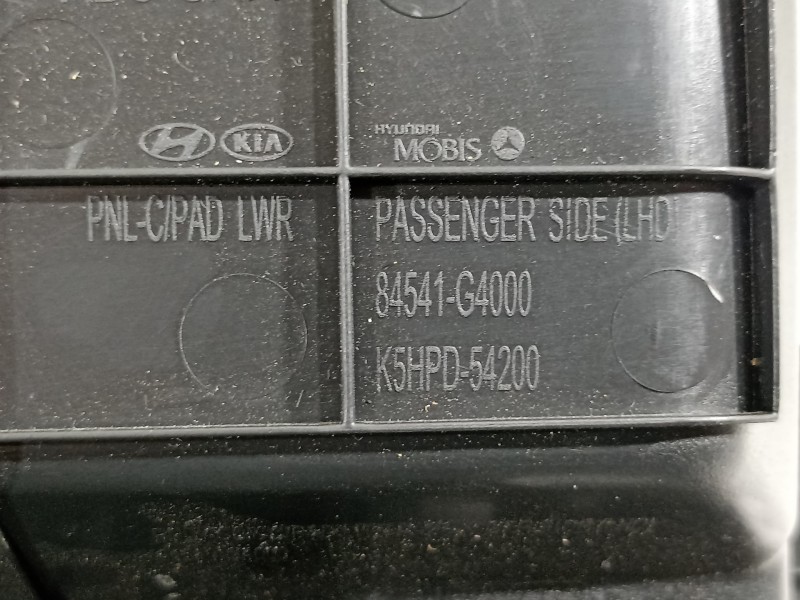 KIA
HYUNDAI
MOBIS
PNL-C/PAD LWR
PASSENGER SIDE (LHD)
84541-G4000
K5HPD-54200